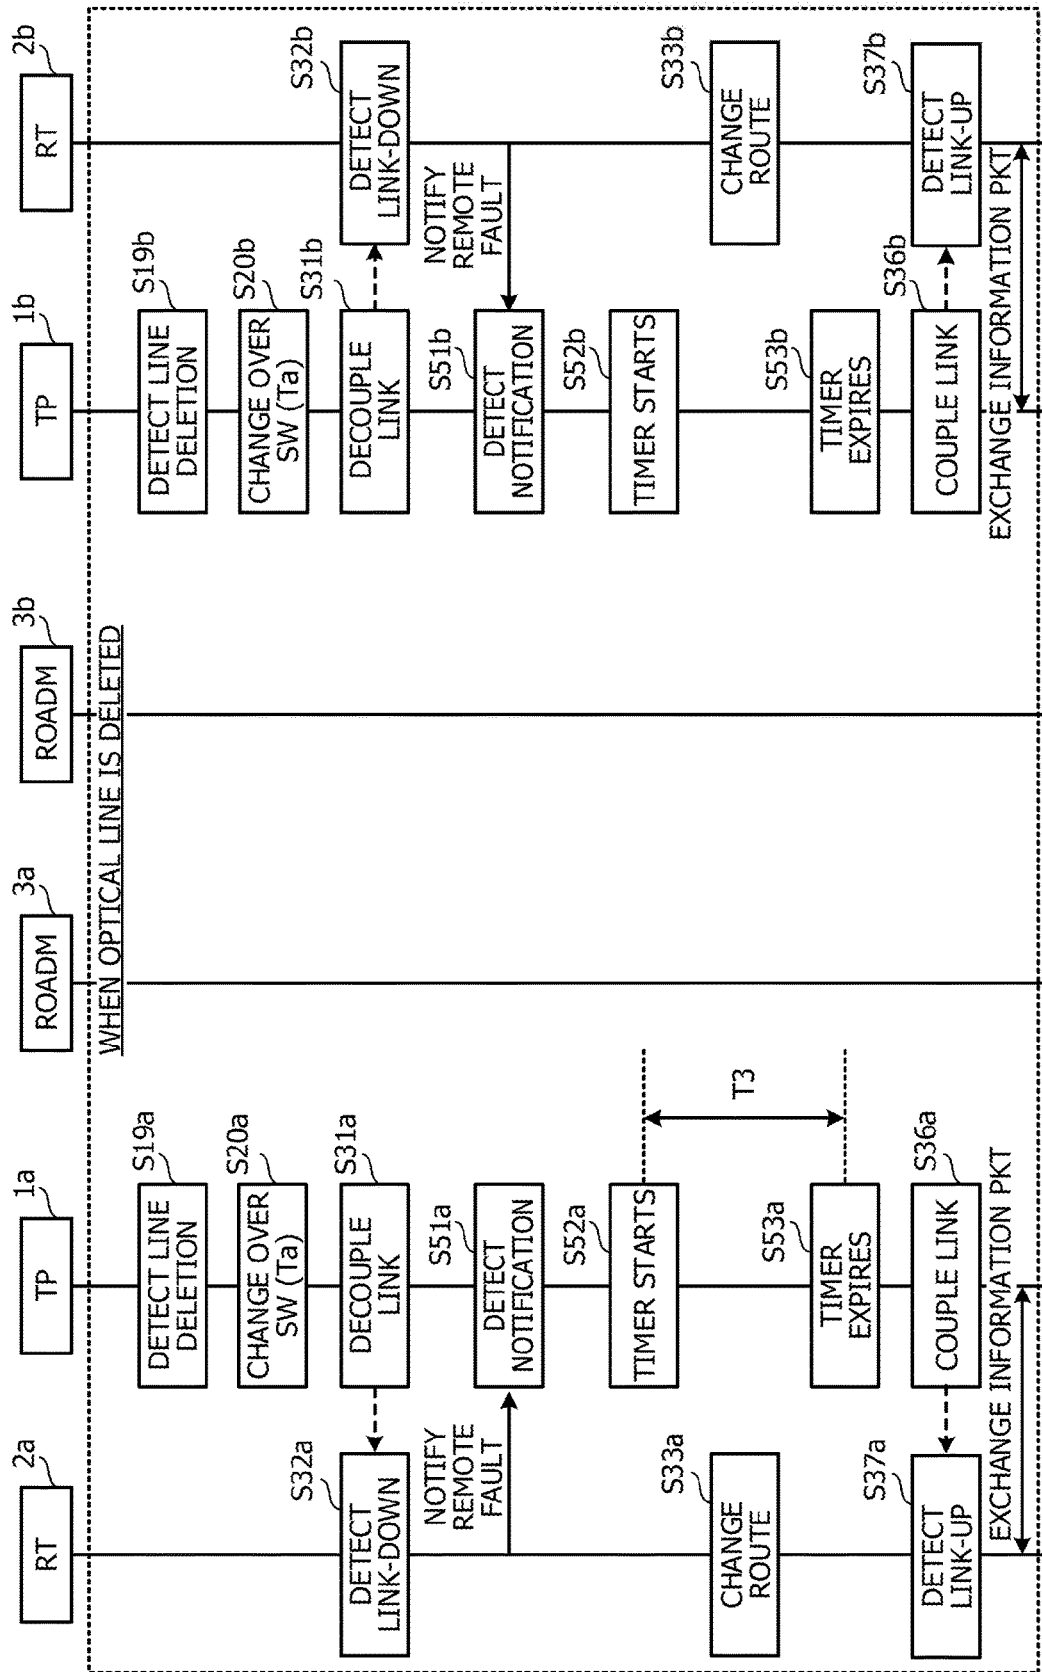 2a
1a
3a
3b
1b
2b
RT
TP
ROADM
ROADM
TP
RT
WHEN OPTICAL LINE IS DELETED
S19a
DETECT LINE
DELETION
S19b
DETECT LINE
DELETION
S20a
CHANGE OVER
SW (Ta)
S20b
CHANGE OVER
SW (Ta)
S32a
DETECT
LINK-DOWN
S31a
DECOUPLE
LINK
S31b
DECOUPLE
LINK
S32b
DETECT
LINK-DOWN
NOTIFY
REMOTE
FAULT
S51a
DETECT
NOTIFICATION
S51b
DETECT
NOTIFICATION
NOTIFY
REMOTE
FAULT
S52a
TIMER STARTS
S52b
TIMER STARTS
T3
S33a
CHANGE
ROUTE
S33b
CHANGE
ROUTE
S53a
TIMER
EXPIRES
S53b
TIMER
EXPIRES
S37a
DETECT
LINK-UP
S36a
COUPLE LINK
S36b
COUPLE LINK
S37b
DETECT
LINK-UP
EXCHANGE INFORMATION PKT
EXCHANGE INFORMATION PKT